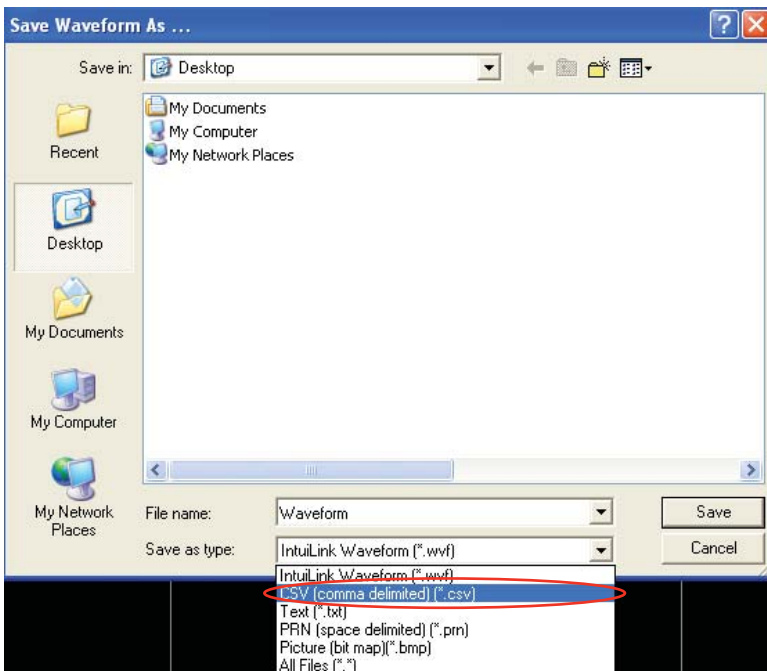 Save Waveform As ...
Save in:
Desktop
My Documents
My Computer
My Network Places
Recent
Desktop
My Documents
My Computer
My Network
Places
File name:
Waveform
Save
Save as type:
IntuiLink Waveform (*.wvf)
Cancel
IntuiLink Waveform (*.wvf)
CSV (comma delimited) (*.csv)
Text (*.txt)
PRN (space delimited) (*.prn)
Picture (bit map)(*.bmp)
All Files (*.*)